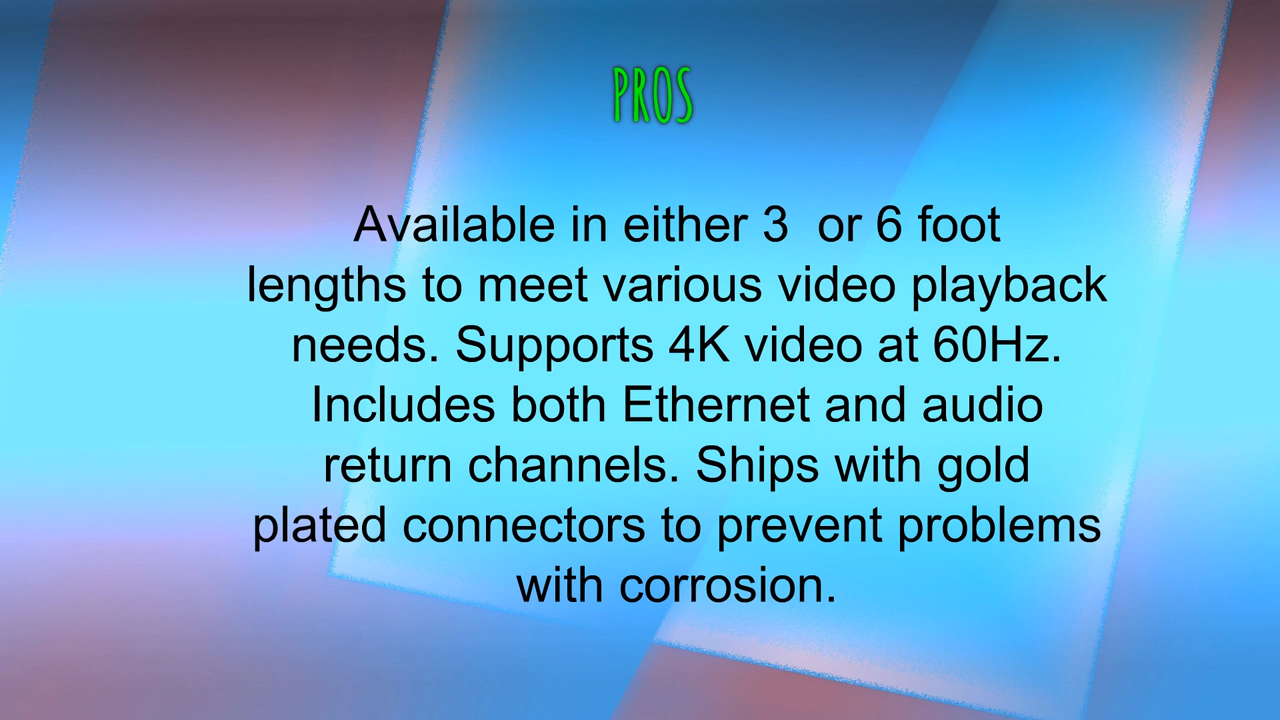 PROS
Available in either 3  or 6 foot
lengths to meet various video playback
needs. Supports 4K video at 60Hz.
Includes both Ethernet and audio
return channels. Ships with gold
plated connectors to prevent problems
with corrosion.